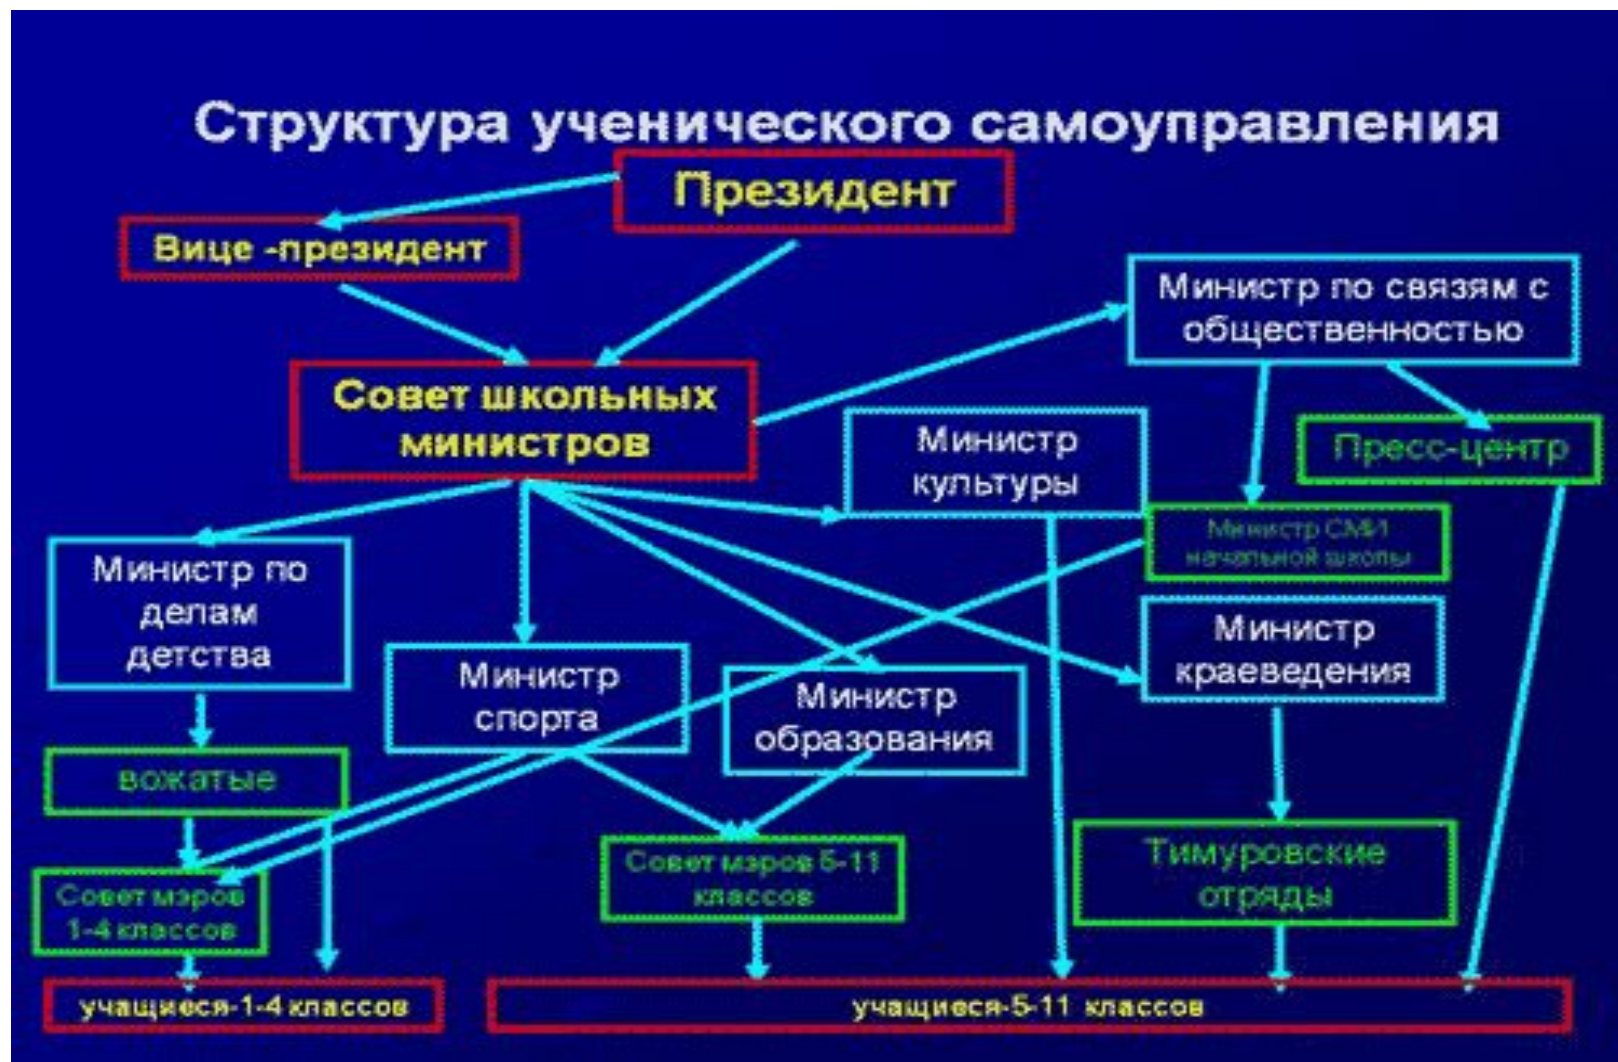 Структура ученического самоуправления
Президент
Вице -президент
Министр по связям с
общественностью
Совет школьных
министров
Министр
культуры
Пресс-центр
Министр СМИ
начальной школы
Министр по
делам
детства
Министр
краеведения
Министр
спорта
Министр
образования
вожатые
Совет мэров 5-11
классов
Тимуровские
отряды
Совет мэров
1-4 классов
учащиеся-1-4 классов
учащиеся-5-11 классов